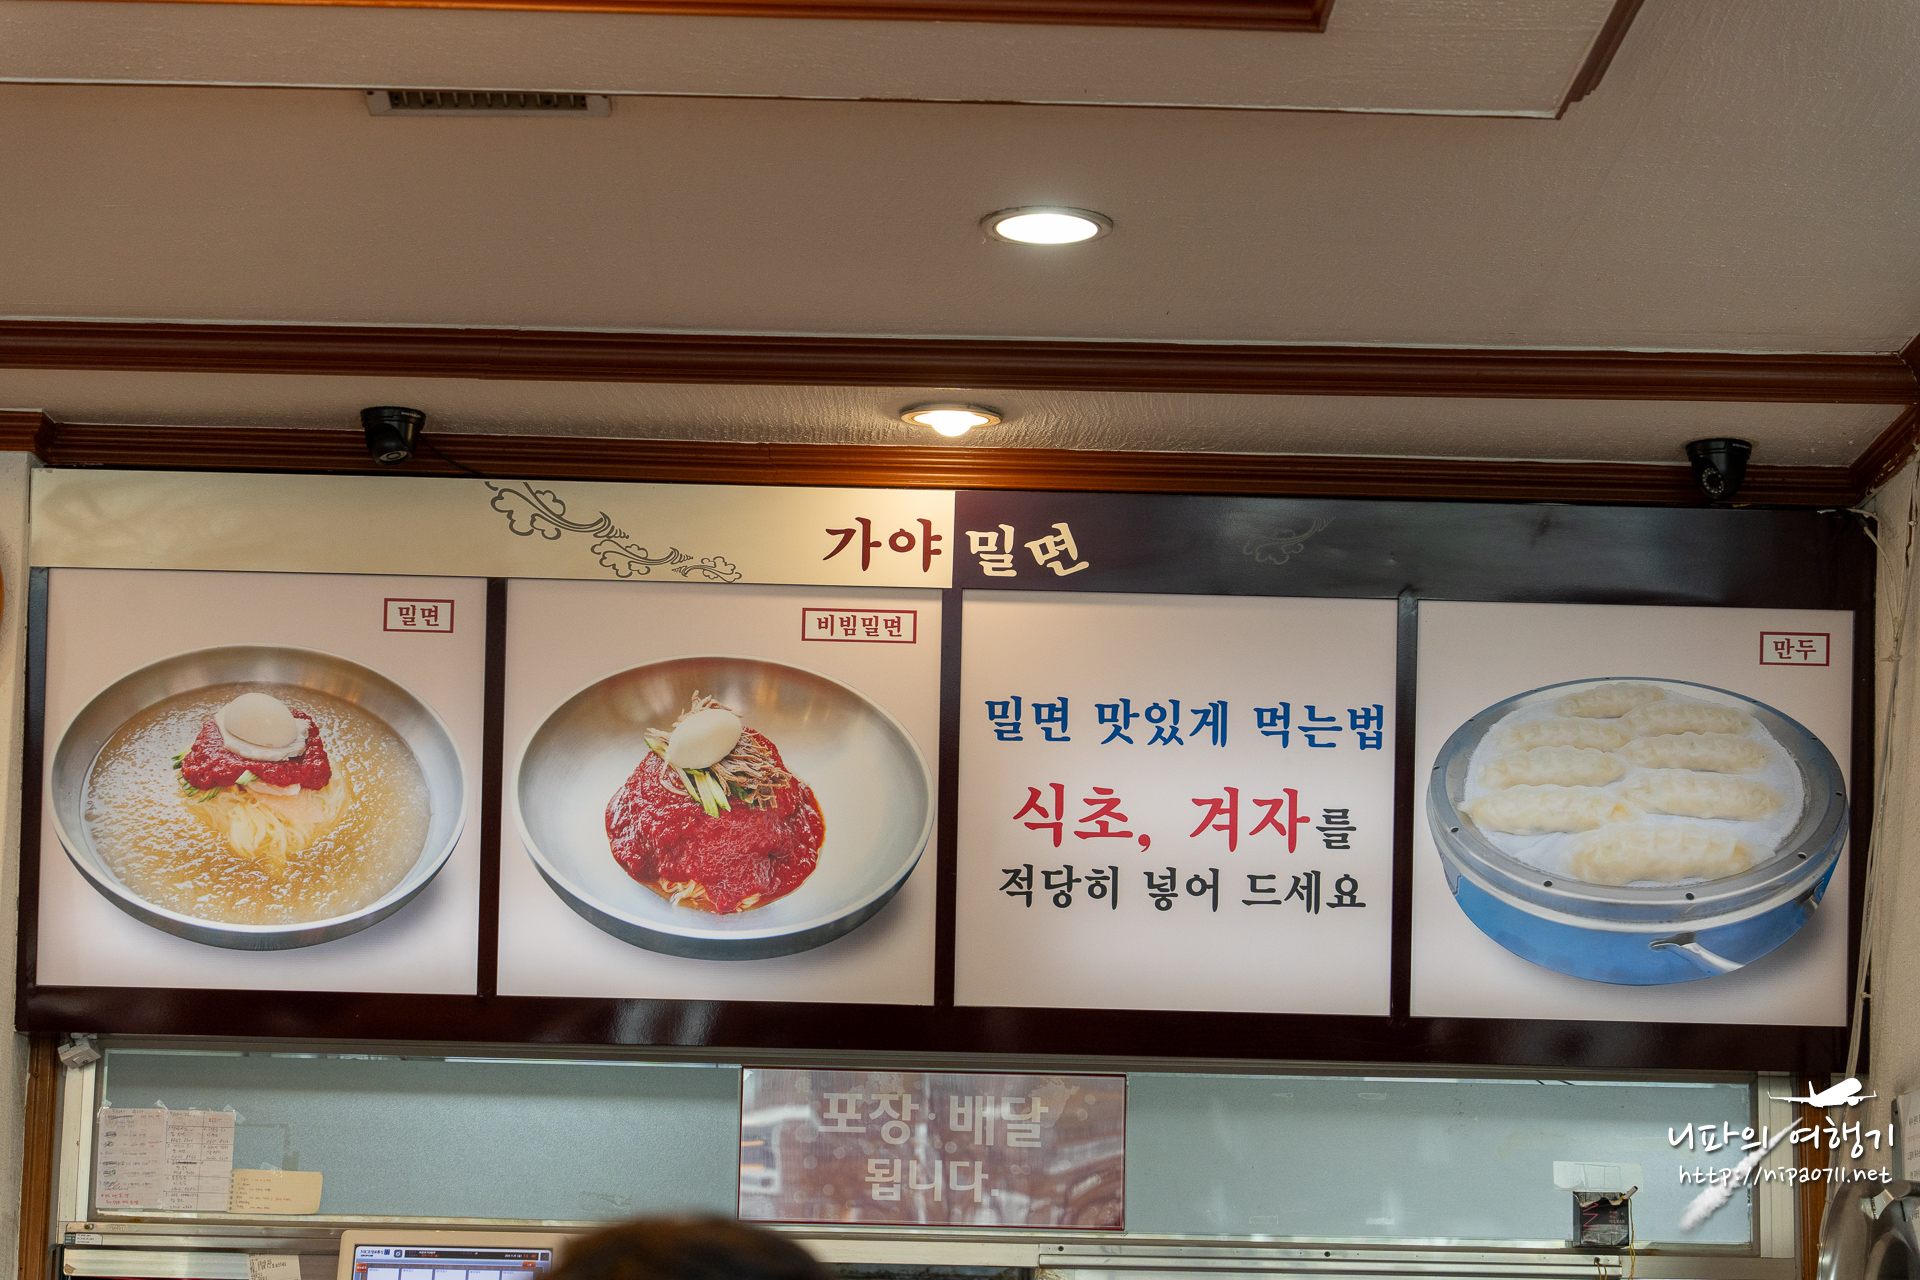 가야 밀면
밀면
비빔밀면
밀면 맛있게 먹는법
식초, 겨자를
적당히 넣어 드세요
만두
포장·배달
됩니다.
니파의 여행기
http://nipa0711.net